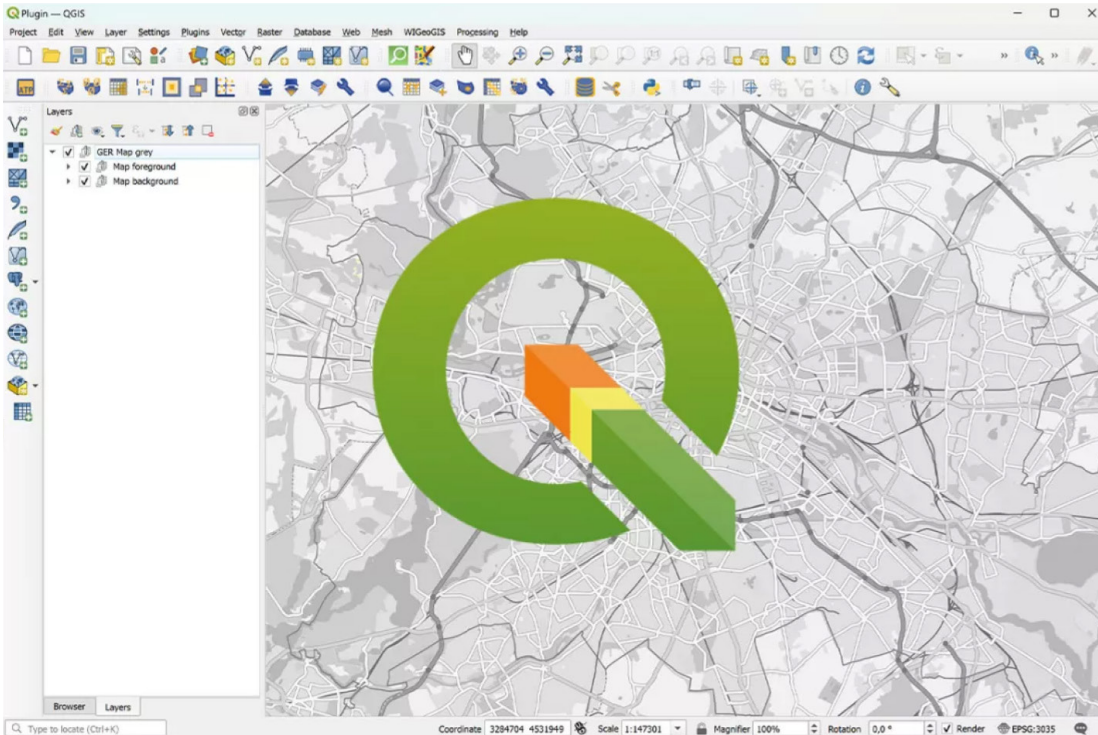 Plugin — QGIS
Project Edit View Layer Settings Plugins Vector Raster Database Web Mesh WIGeoGIS Processing Help
Layers
GER Map grey
Map foreground
Map background
Browser Layers
Type to locate (Ctrl+K) Coordinate 3284704 4531949 Scale 1:147301 Magnifier 100% Rotation 0,0 ° Render EPSG:3035